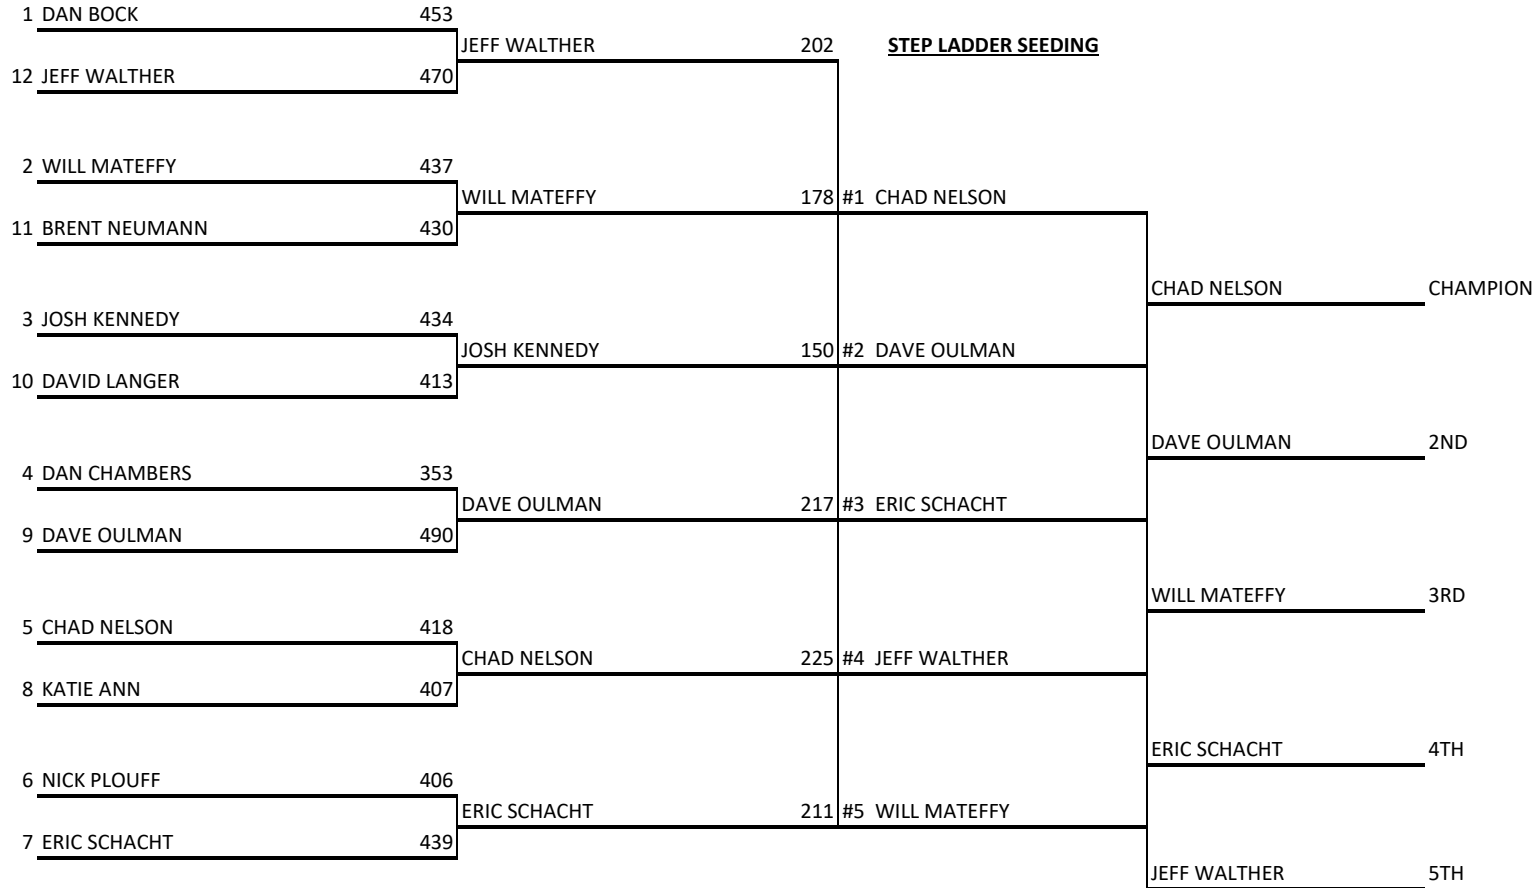 1 DAN BOCK 453
JEFF WALTHER 202 STEP LADDER SEEDING
12 JEFF WALTHER 470
2 WILL MATEFFY 437
WILL MATEFFY 178 #1 CHAD NELSON
11 BRENT NEUMANN 430
CHAD NELSON CHAMPION
3 JOSH KENNEDY 434
JOSH KENNEDY 150 #2 DAVE OULMAN
10 DAVID LANGER 413
DAVE OULMAN 2ND
4 DAN CHAMBERS 353
DAVE OULMAN 217 #3 ERIC SCHACHT
9 DAVE OULMAN 490
WILL MATEFFY 3RD
5 CHAD NELSON 418
CHAD NELSON 225 #4 JEFF WALTHER
8 KATIE ANN 407
ERIC SCHACHT 4TH
6 NICK PLOUFF 406
ERIC SCHACHT 211 #5 WILL MATEFFY
7 ERIC SCHACHT 439
JEFF WALTHER 5TH